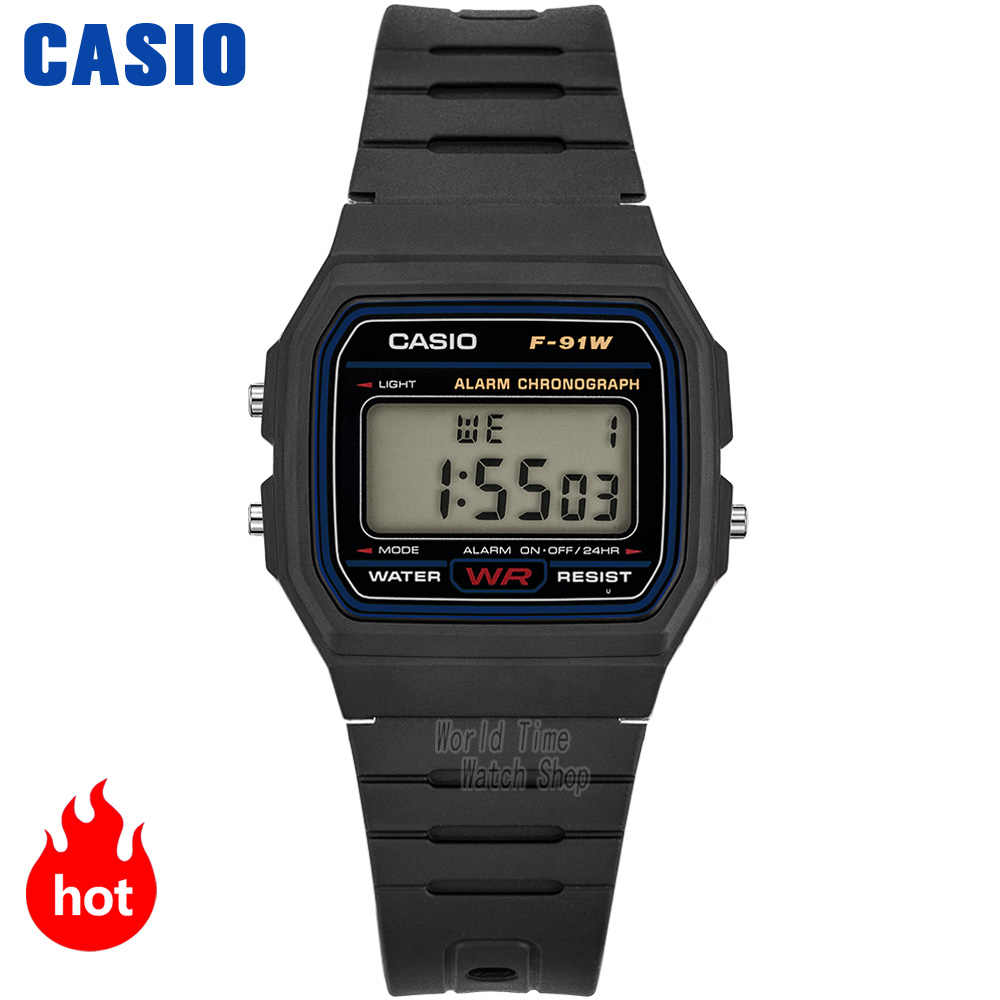 CASIO
CASIO F-91W
LIGHT ALARM CHRONOGRAPH
WE 1
1:55 03
MODE ALARM ON·OFF/24HR
WATER WR RESIST
U
World Time
Watch Shop
hot